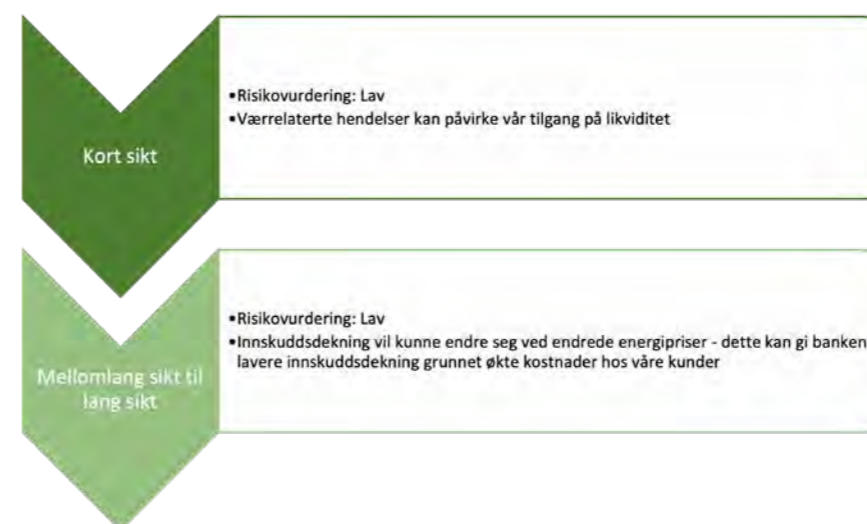 Kort sikt
•Risikovurdering: Lav
•Værrelaterte hendelser kan påvirke vår tilgang på likviditet
Mellomlang sikt til
lang sikt
•Risikovurdering: Lav
•Innskuddsdekning vil kunne endre seg ved endrede energipriser - dette kan gi banken
lavere innskuddsdekning grunnet økte kostnader hos våre kunder